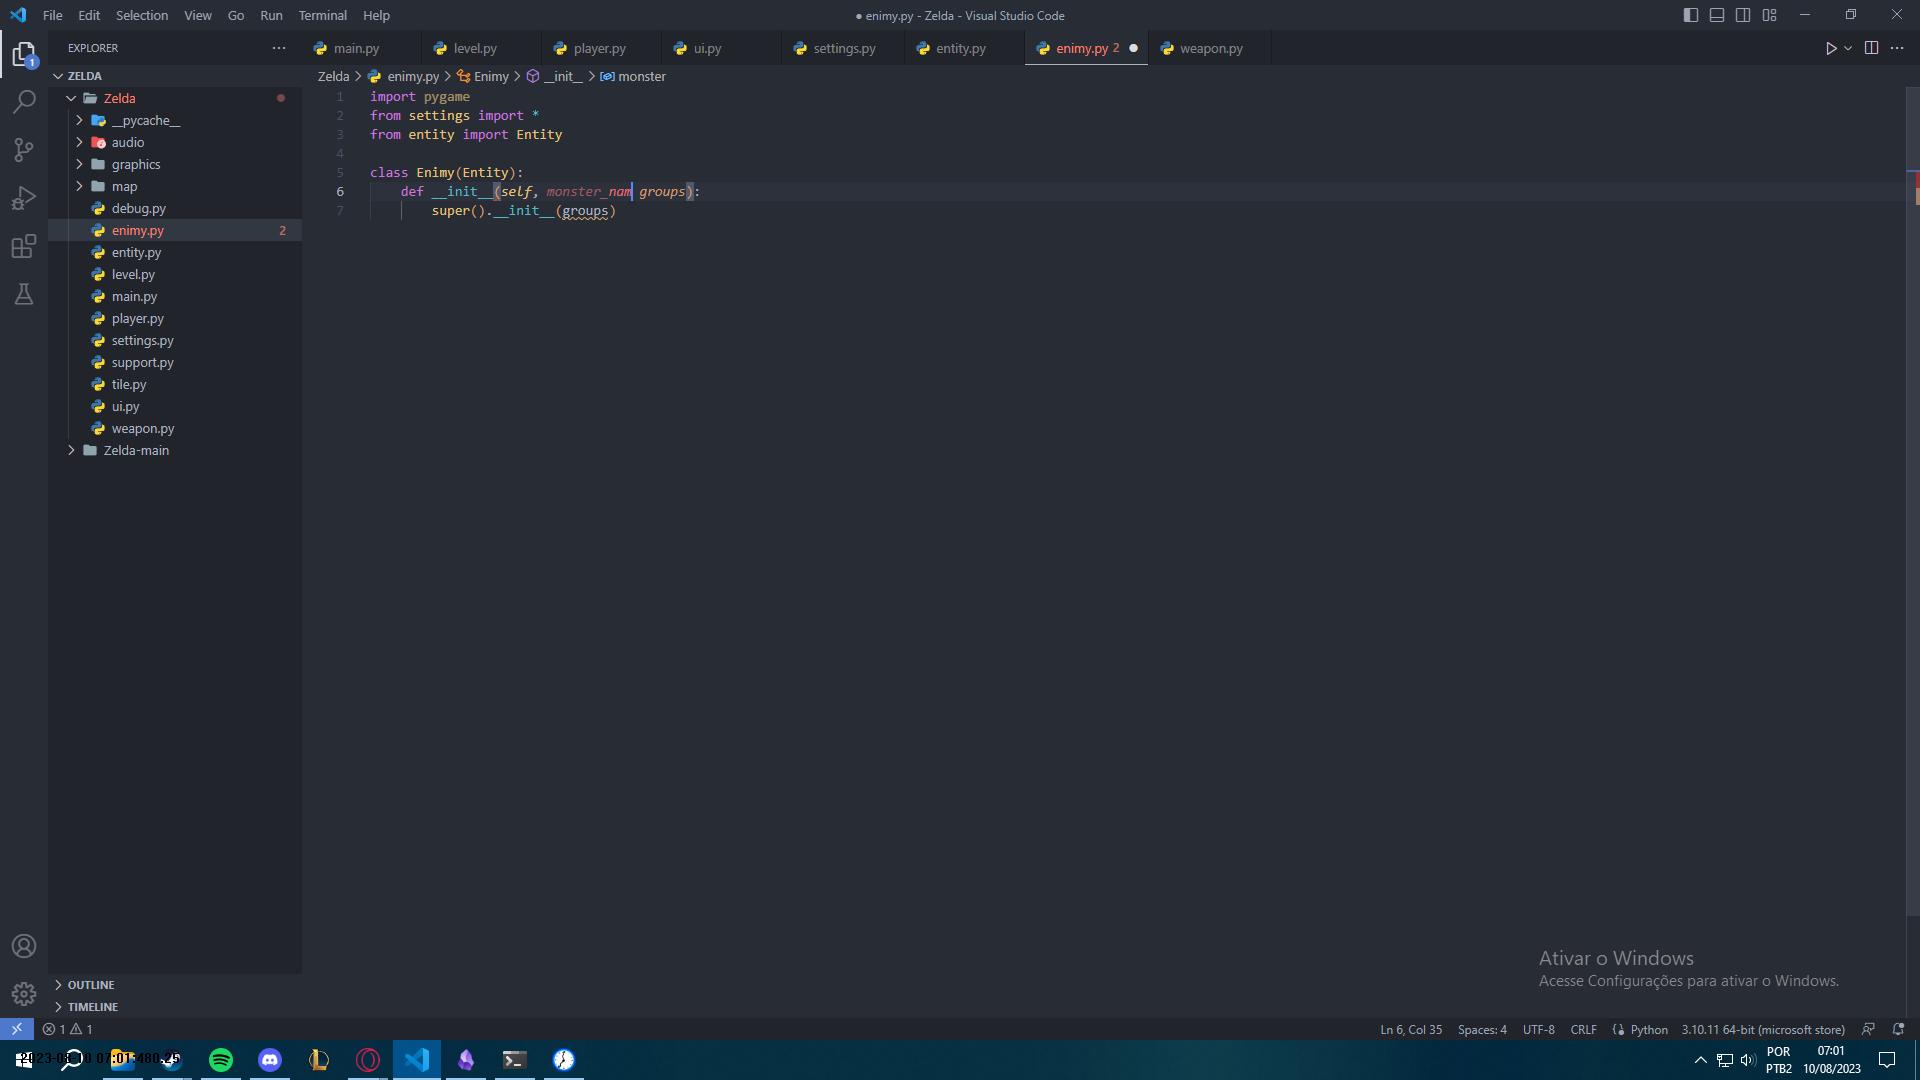 File Edit Selection View Go Run Terminal Help
● enimy.py - Zelda - Visual Studio Code
EXPLORER
main.py
level.py
player.py
ui.py
settings.py
entity.py
enimy.py 2
weapon.py
ZELDA
Zelda
__pycache__
audio
graphics
map
debug.py
enimy.py 2
entity.py
level.py
main.py
player.py
settings.py
support.py
tile.py
ui.py
weapon.py
Zelda-main
OUTLINE
TIMELINE
Zelda > enimy.py > Enimy > __init__ > monster
1 import pygame
2 from settings import *
3 from entity import Entity
4
5 class Enimy(Entity):
6 def __init__(self, monster_nam groups):
7 super().__init__(groups)
Ativar o Windows
Acesse Configurações para ativar o Windows.
1
1 1
Ln 6, Col 35 Spaces: 4 UTF-8 CRLF Python 3.10.11 64-bit (microsoft store)
POR
PTB2
07:01
10/08/2023